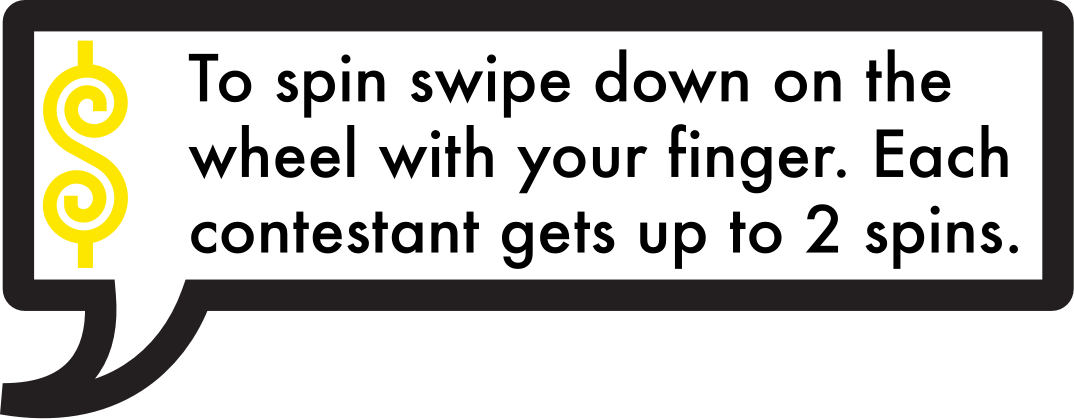 To spin swipe down on the
wheel with your finger. Each
contestant gets up to 2 spins.